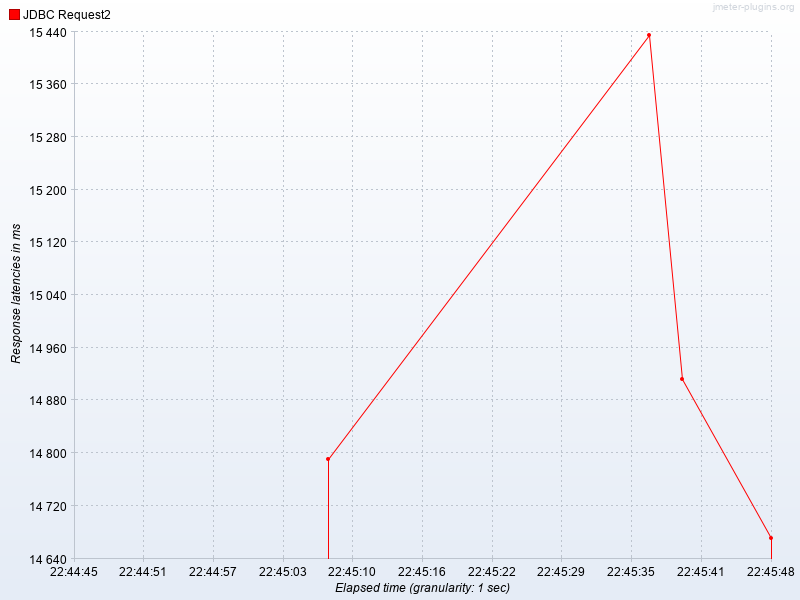 jmeter-plugins.org
JDBC Request2
15 440
15 360
15 280
15 200
15 120
15 040
14 960
14 880
14 800
14 720
14 640
Response latencies in ms
22:44:45 22:44:51 22:44:57 22:45:03 22:45:10 22:45:16 22:45:22 22:45:29 22:45:35 22:45:41 22:45:48
Elapsed time (granularity: 1 sec)